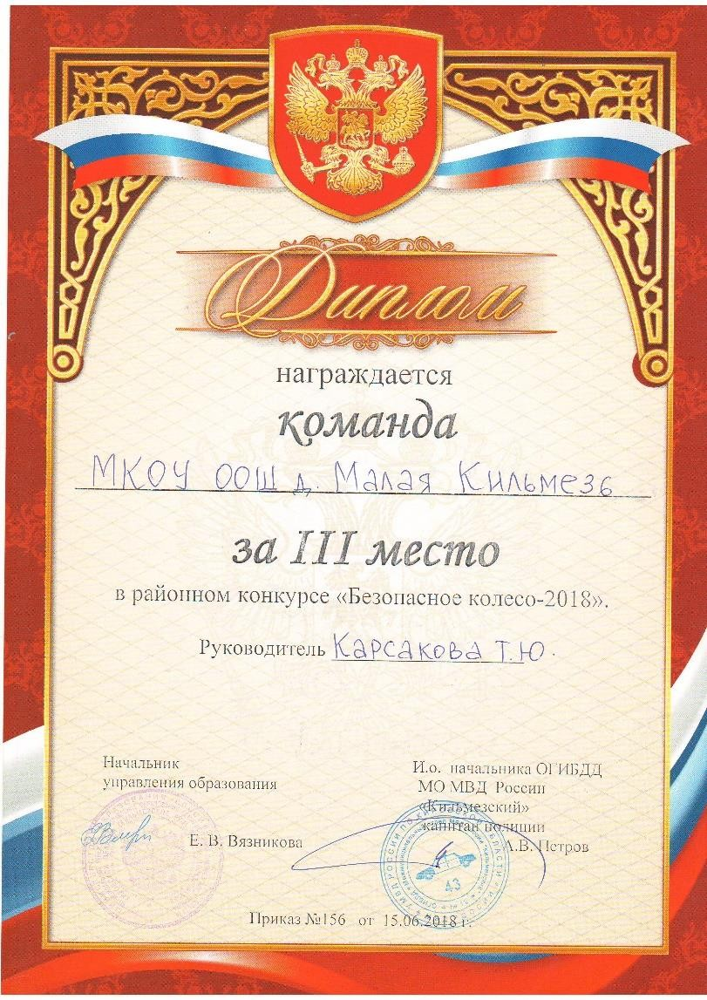 Диплом
награждается
команда
МКОУ ООШ д. Малая Кильмезь
за III место
в районном конкурсе «Безопасное колесо-2018».
Руководитель Карсакова Т.Ю.
Начальник
управления образования
Е. В. Вязникова
И.о. начальника ОГИБДД
МО МВД России
«Кильмезский»
капитан полиции
А.В. Петров
43
Приказ №156 от 15.06.2018 г.